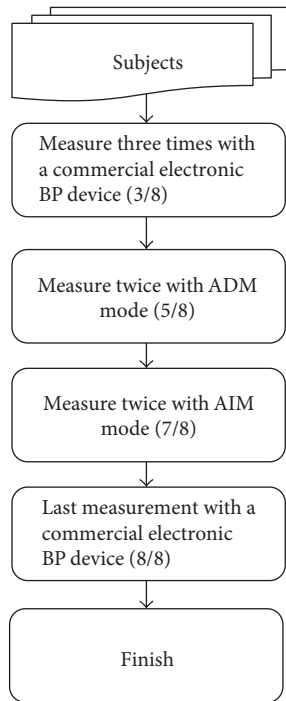 Subjects
Measure three times with
a commercial electronic
BP device (3/8)
Measure twice with ADM
mode (5/8)
Measure twice with AIM
mode (7/8)
Last measurement with a
commercial electronic
BP device (8/8)
Finish